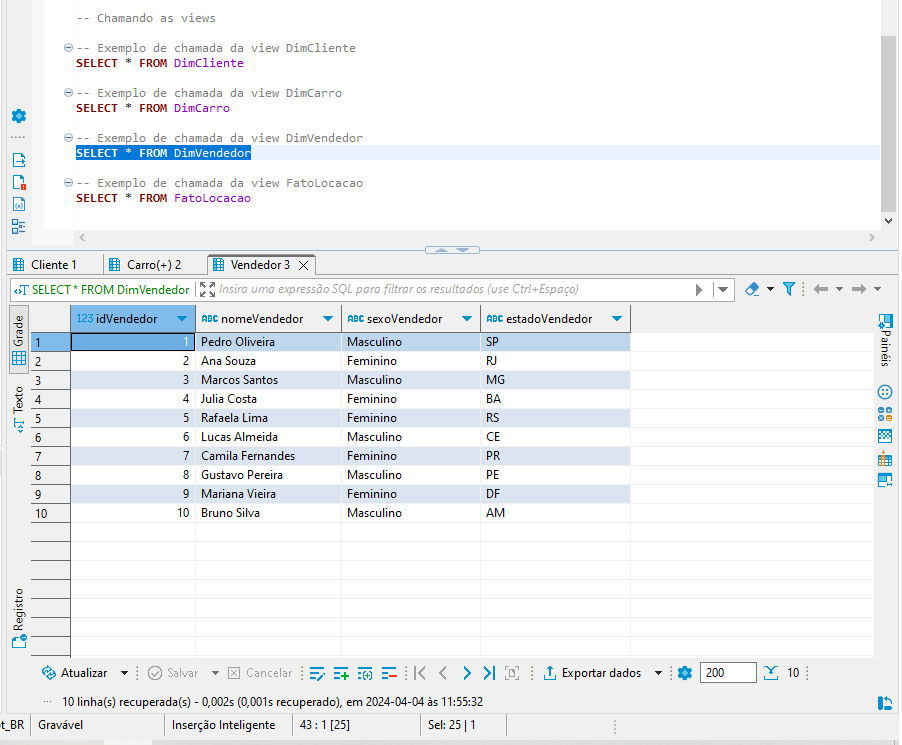 -- Chamando as views
-- Exemplo de chamada da view DimCliente
SELECT * FROM DimCliente
-- Exemplo de chamada da view DimCarro
SELECT * FROM DimCarro
-- Exemplo de chamada da view DimVendedor
SELECT * FROM DimVendedor
-- Exemplo de chamada da view FatoLocacao
SELECT * FROM FatoLocacao
Cliente 1 Carro(+) 2 Vendedor 3
SELECT * FROM DimVendedor Insira uma expressão SQL para filtrar os resultados (use Ctrl+Espaço)
Grade
Texto
Registro
Painéis
123 idVendedor ABC nomeVendedor ABC sexoVendedor ABC estadoVendedor
1 1 Pedro Oliveira Masculino SP
2 2 Ana Souza Feminino RJ
3 3 Marcos Santos Masculino MG
4 4 Julia Costa Feminino BA
5 5 Rafaela Lima Feminino RS
6 6 Lucas Almeida Masculino CE
7 7 Camila Fernandes Feminino PR
8 8 Gustavo Pereira Masculino PE
9 9 Mariana Vieira Feminino DF
10 10 Bruno Silva Masculino AM
Atualizar Salvar Cancelar Exportar dados 200 10
10 linha(s) recuperada(s) - 0,002s (0,001s recuperado), em 2024-04-04 às 11:55:32
t_BR Gravável Inserção Inteligente 43 : 1 [25] Sel: 25 | 1